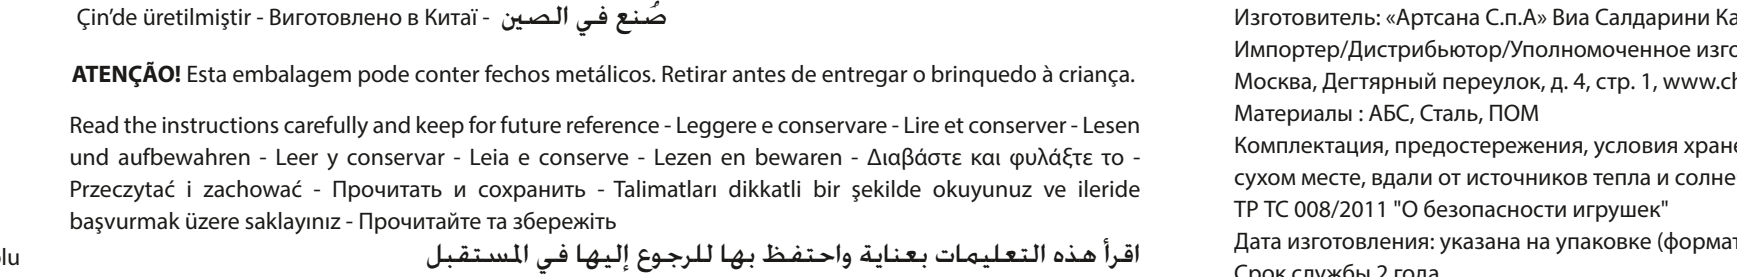 Çin’de üretilmiştir - Виготовлено в Китаї - صُنع في الصين
ATENÇÃO! Esta embalagem pode conter fechos metálicos. Retirar antes de entregar o brinquedo à criança.
Read the instructions carefully and keep for future reference - Leggere e conservare - Lire et conserver - Lesen
und aufbewahren - Leer y conservar - Leia e conserve - Lezen en bewaren - Διαβάστε και φυλάξτε το -
Przeczytać i zachować - Прочитать и сохранить - Talimatları dikkatli bir şekilde okuyunuz ve ileride
başvurmak üzere saklayınız - Прочитайте та збережіть
اقرأ هذه التعليمات بعناية واحتفظ بها للرجوع إليها في المستقبل
Изготовитель: «Артсана С.п.А» Виа Салдарини
Импортер/Дистрибьютор/Уполномоченное
Москва, Дегтярный переулок, д. 4, стр. 1,
Материалы : АБС, Сталь, ПОМ
Комплектация, предостережения, условия
сухом месте, вдали от источников тепла и
ТР ТС 008/2011 "О безопасности игрушек"
Дата изготовления: указана на упаковке
Срок службы 2 года